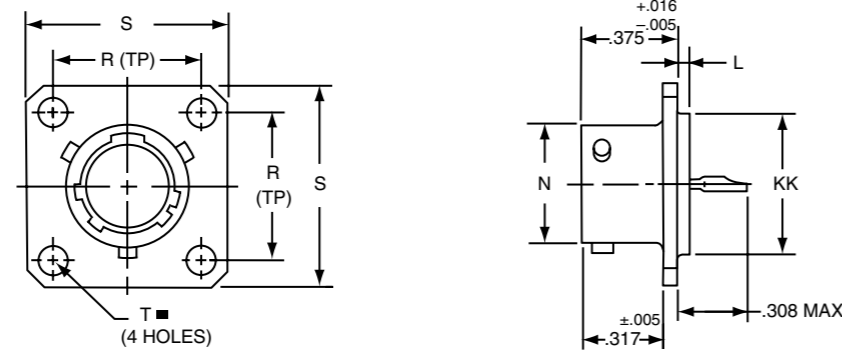 S
R (TP)
R
(TP)
S
T ■
(4 HOLES)
+.016
–.005
.375
L
N
KK
.308 MAX
±.005
.317